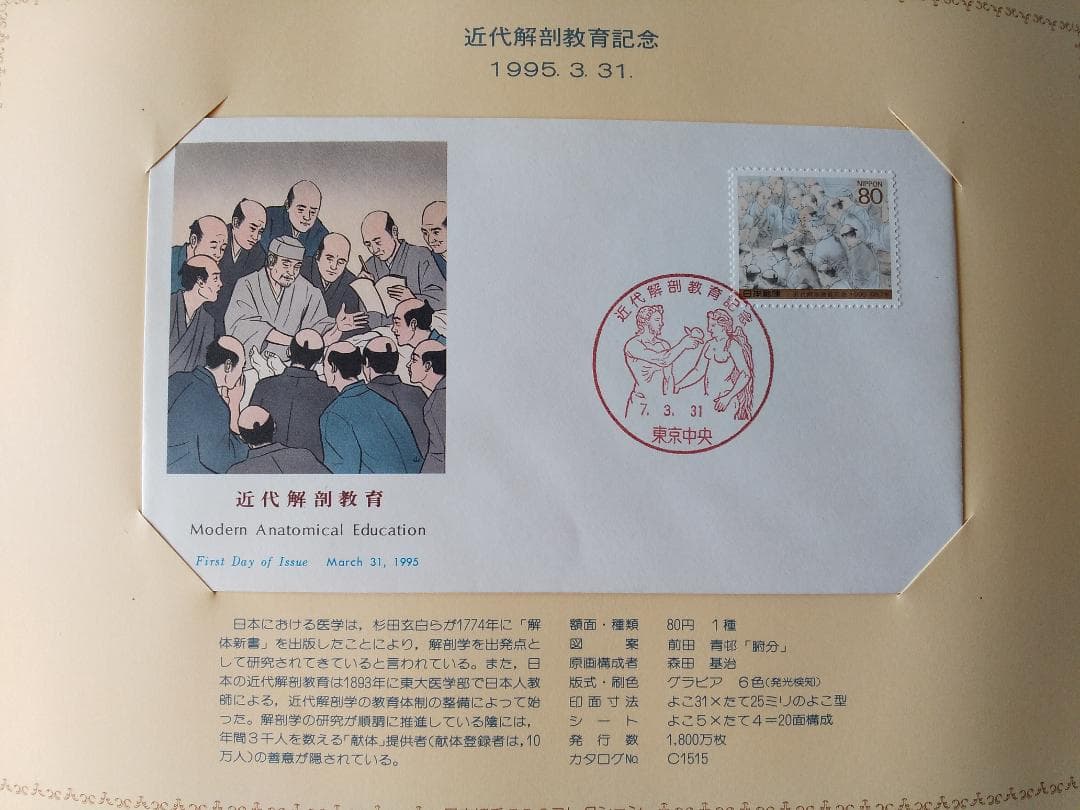 近代解剖教育記念
1995. 3. 31.
NIPPON
80
日本郵便
近代解剖教育記念
7. 3. 31
東京中央
近代解剖教育
Modern Anatomical Education
First Day of Issue March 31, 1995
日本における医学は，杉田玄白らが1774年に「解
体新書」を出版したことにより，解剖学を出発点と
して研究されてきていると言われている。また，日
本の近代解剖教育は1893年に東大医学部で日本人教
師による，近代解剖学の教育体制の整備によって始
った。解剖学の研究が順調に推進している陰には，
年間３千人を数える「献体」提供者（献体登録者は，10
万人）の善意が隠されている。
額面・種類 80円 1種
図案 前田 青邨「腑分」
原画構成者 森田 基治
版式・刷色 グラビア 6色（発光検知）
印面寸法 よこ31×たて25ミリのよこ型
シート よこ5×たて4＝20面構成
発行数 1,800万枚
カタログNo C1515